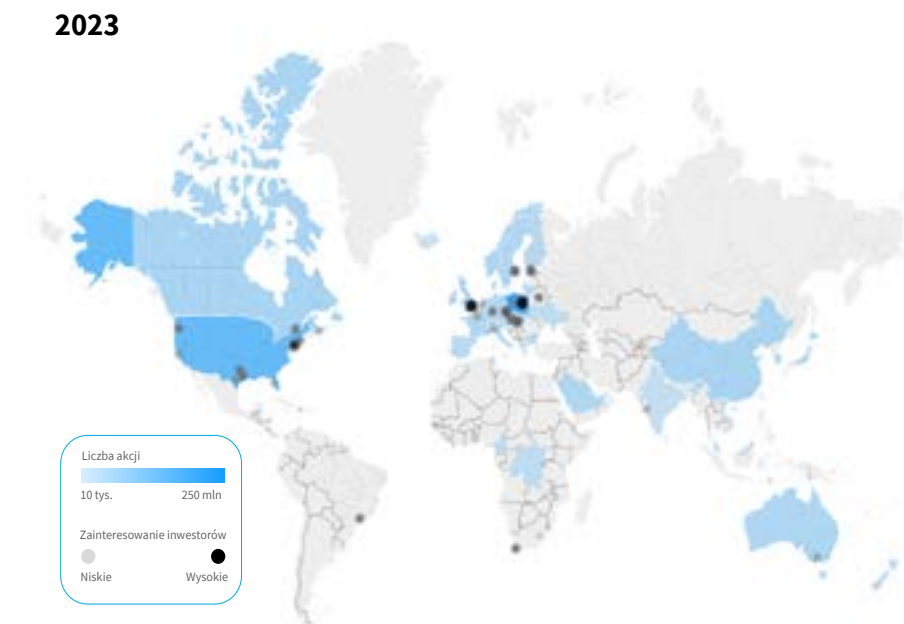 2023
Liczba akcji
10 tys. 250 mln
Zainteresowanie inwestorów
Niskie Wysokie